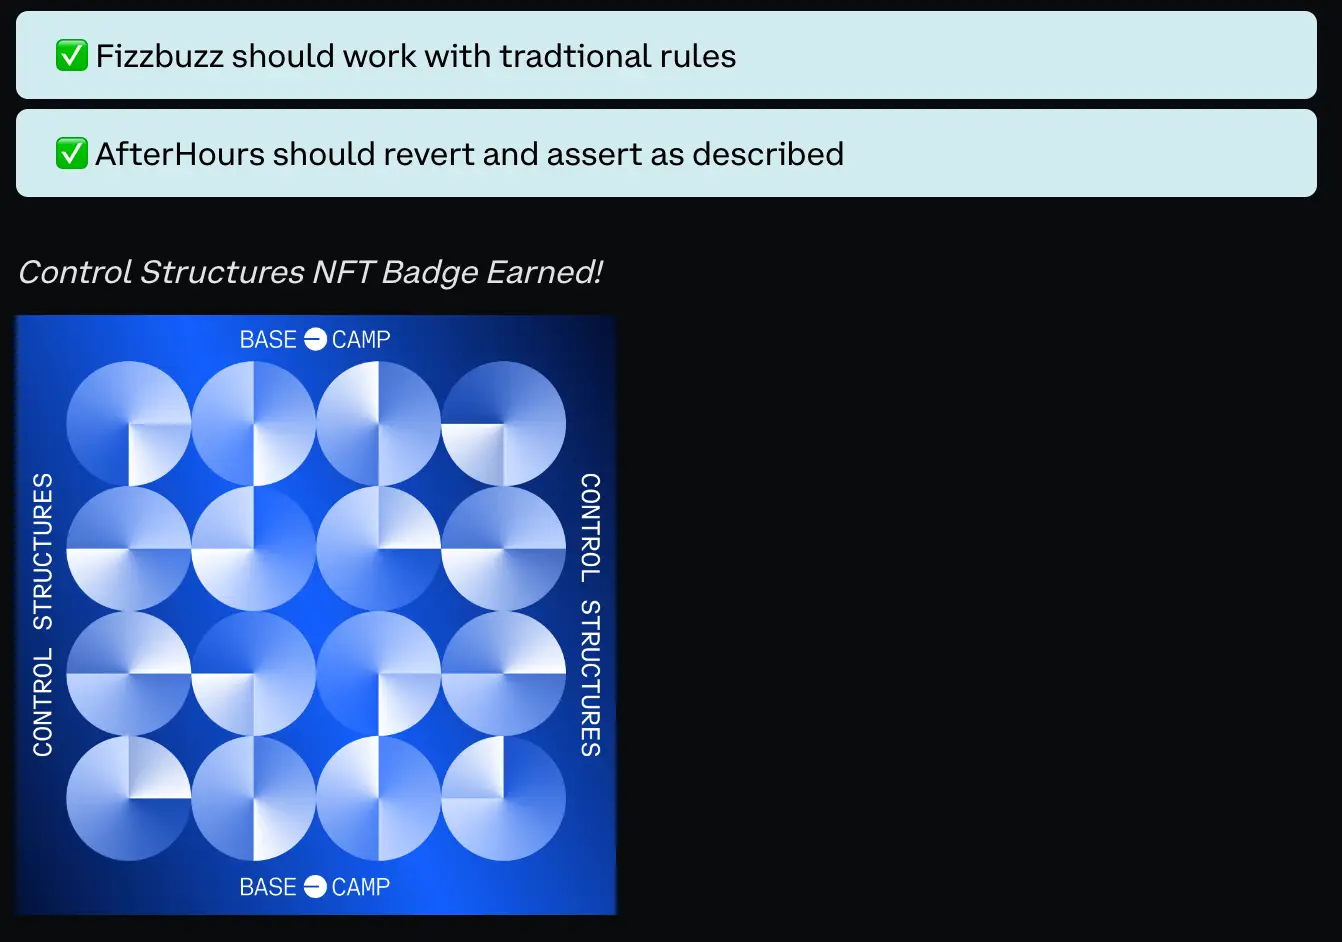 ✅ Fizzbuzz should work with tradtional rules
✅ AfterHours should revert and assert as described
Control Structures NFT Badge Earned!
BASE CAMP
CONTROL STRUCTURES
CONTROL STRUCTURES
BASE CAMP